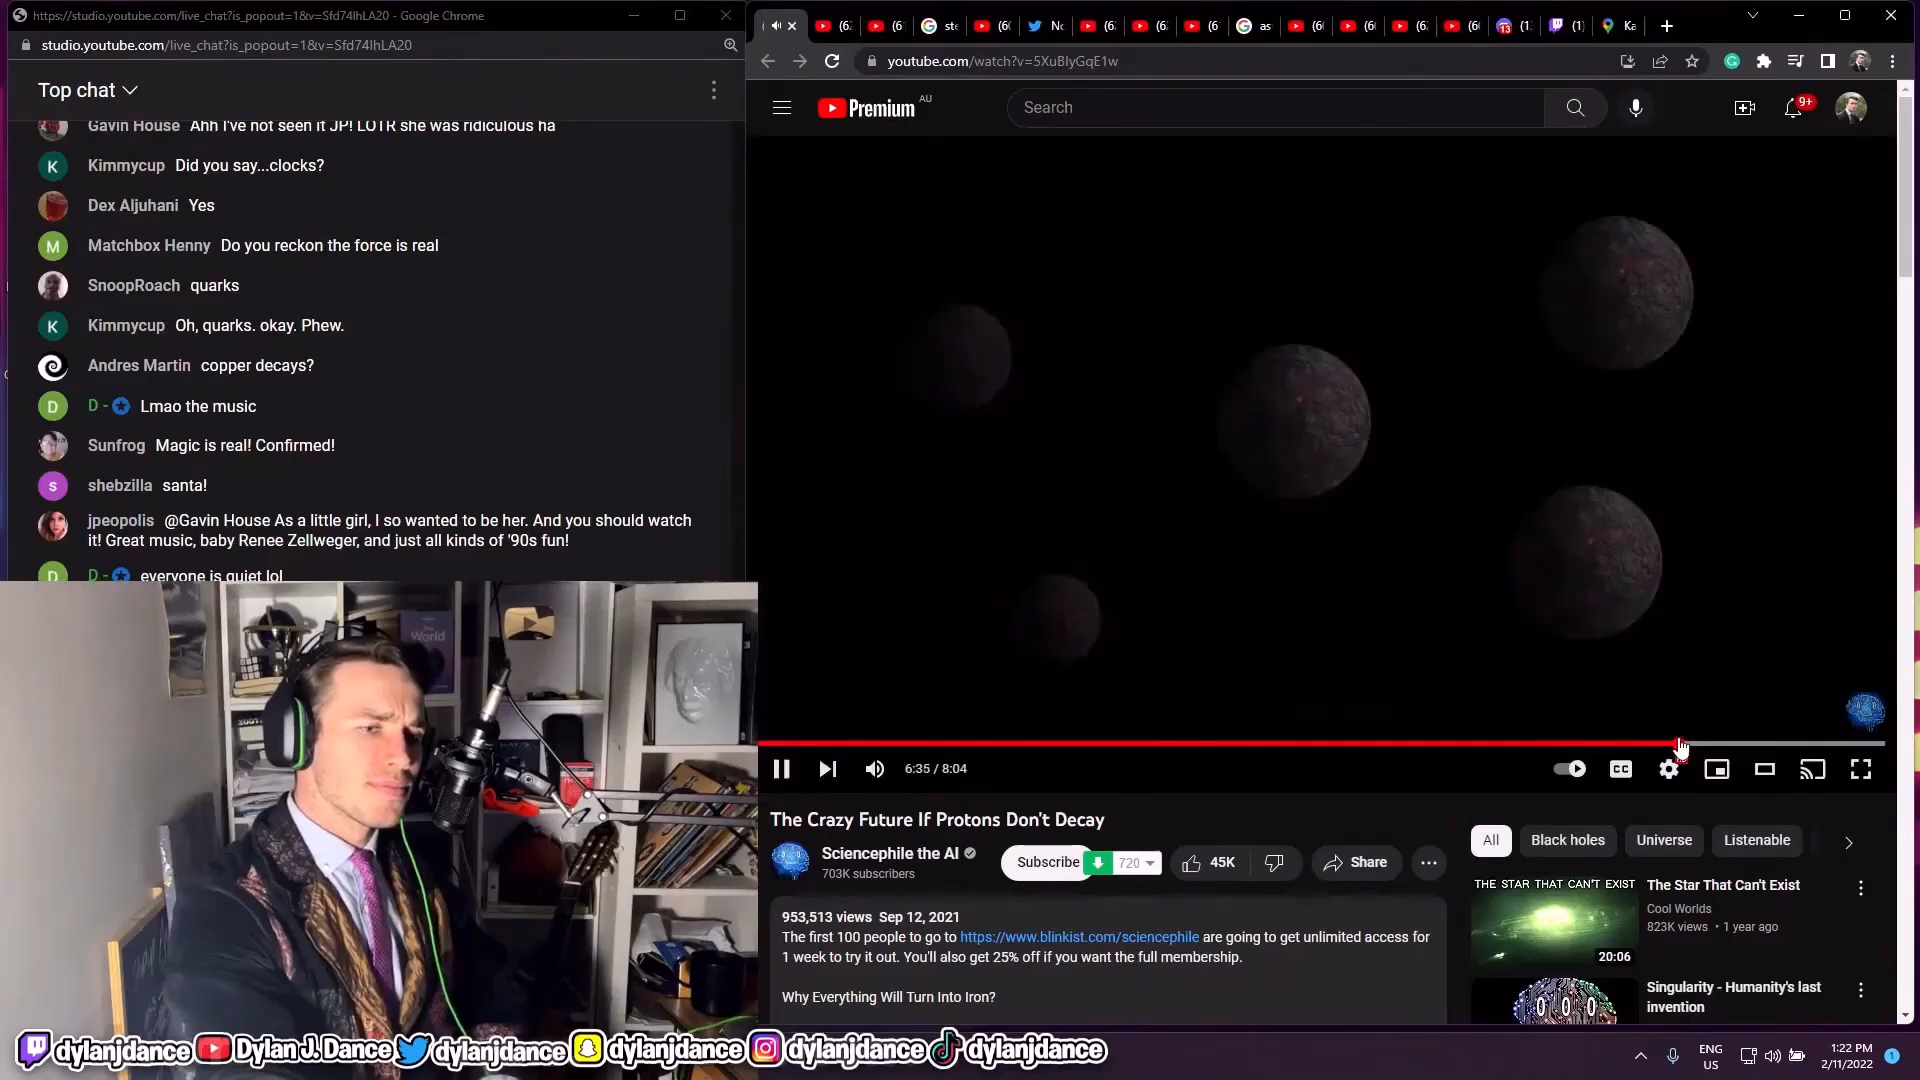 https://studio.youtube.com/live_chat?is_popout=1&v=Sfd74lhLA20 - Google Chrome
studio.youtube.com/live_chat?is_popout=1&v=Sfd74lhLA20
Top chat
Gavin House Ahh I've not seen it JP! LOTR she was ridiculous ha
K Kimmycup Did you say...clocks?
Dex Aljuhani Yes
M Matchbox Henny Do you reckon the force is real
SnoopRoach quarks
K Kimmycup Oh, quarks. okay. Phew.
Andres Martin copper decays?
D D - Lmao the music
Sunfrog Magic is real! Confirmed!
s shebzilla santa!
jpeopolis @Gavin House As a little girl, I so wanted to be her. And you should watch
it! Great music, baby Renee Zellweger, and just all kinds of '90s fun!
D D - everyone is quiet lol
The
World
youtube.com/watch?v=5XuBIyGqE1w
Premium AU
Search
9+
6:35 / 8:04
CC
The Crazy Future If Protons Don't Decay
Sciencephile the AI
703K subscribers
Subscribe
720
45K
Share
953,513 views Sep 12, 2021
The first 100 people to go to https://www.blinkist.com/sciencephile are going to get unlimited access for
1 week to try it out. You'll also get 25% off if you want the full membership.
Why Everything Will Turn Into Iron?
All
Black holes
Universe
Listenable
THE STAR THAT CAN'T EXIST
20:06
The Star That Can't Exist
Cool Worlds
823K views • 1 year ago
Singularity - Humanity's last
invention
dylanjdance
Dylan J. Dance
dylanjdance
dylanjdance
dylanjdance
dylanjdance
ENG
US
1:22 PM
2/11/2022
1